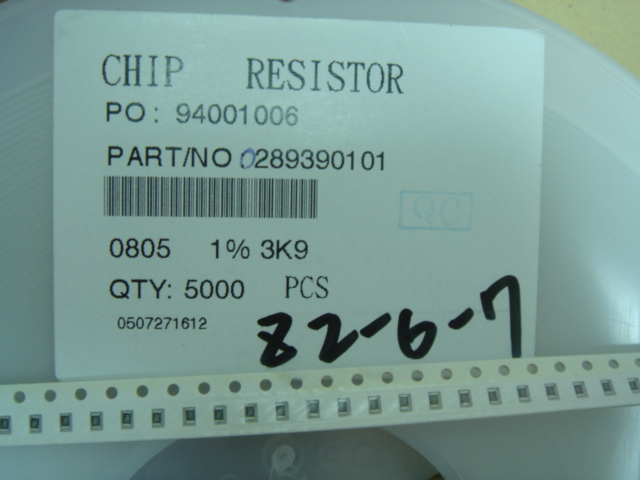 CHIP RESISTOR
PO: 94001006
PART/NO:0289390101
QC
0805 1% 3K9
QTY: 5000 PCS
0507271612
82-6-7